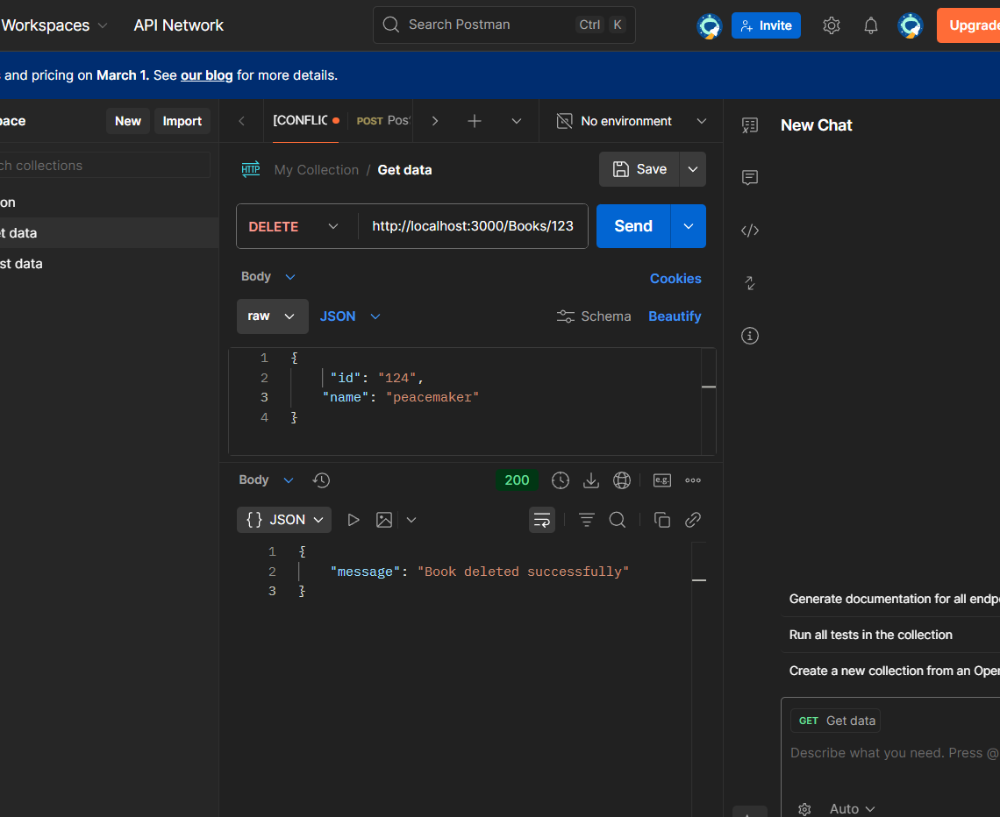 Workspaces API Network Search Postman Ctrl K Invite Upgrade
and pricing on March 1. See our blog for more details.
pace New Import [CONFLIC POST Pos No environment New Chat
ch collections
My Collection / Get data Save
on
DELETE http://localhost:3000/Books/123 Send
t data
st data
Body Cookies
raw JSON Schema Beautify
1 {
2 "id": "124",
3 "name": "peacemaker"
4 }
Body 200 e.g.
{} JSON
1 {
2 "message": "Book deleted successfully"
3 }
Generate documentation for all endp
Run all tests in the collection
Create a new collection from an Open
GET Get data
Describe what you need. Press @
Auto